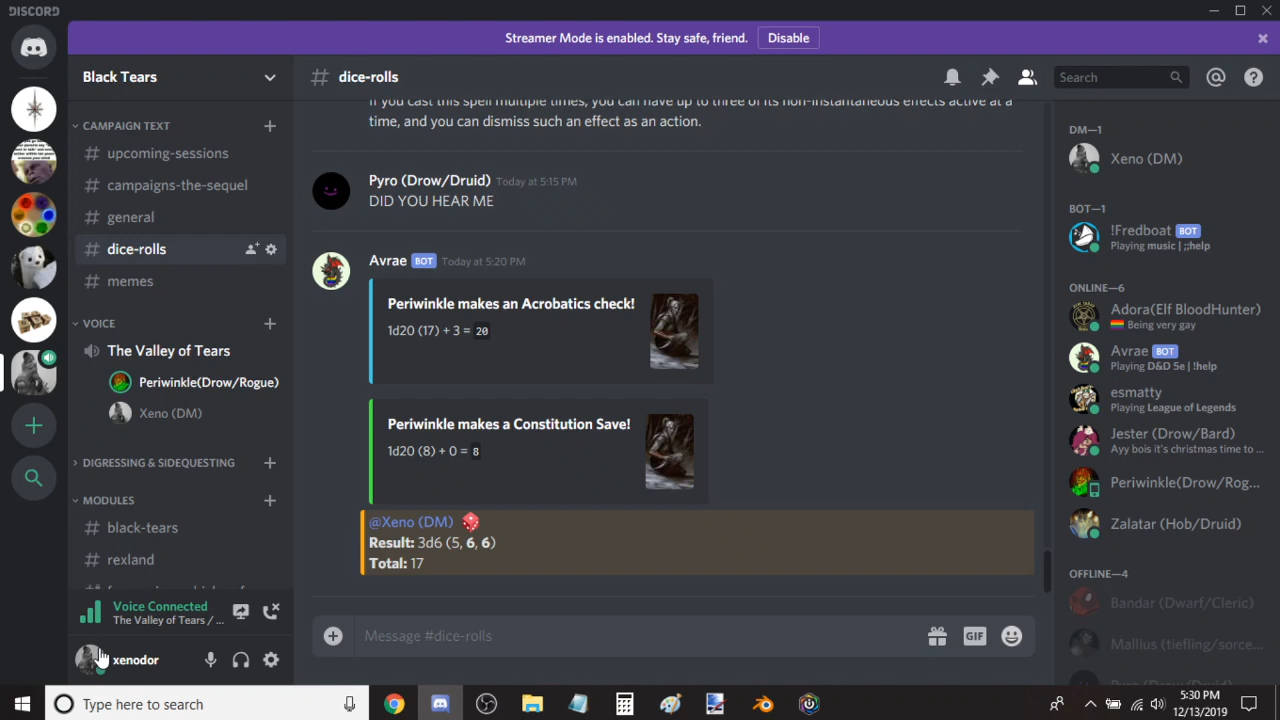 DISCORD
Streamer Mode is enabled. Stay safe, friend.
Disable
Black Tears
# dice-rolls
Search
CAMPAIGN TEXT
# upcoming-sessions
# campaigns-the-sequel
# general
# dice-rolls
# memes
VOICE
The Valley of Tears
Periwinkle(Drow/Rogue)
Xeno (DM)
DIGRESSING & SIDEQUESTING
MODULES
# black-tears
# rexland
Voice Connected
The Valley of Tears / ...
xenodor
If you cast this spell multiple times, you can have up to three of its non-instantaneous effects active at a
time, and you can dismiss such an effect as an action.
Pyro (Drow/Druid) Today at 5:15 PM
DID YOU HEAR ME
Avrae BOT Today at 5:20 PM
Periwinkle makes an Acrobatics check!
1d20 (17) + 3 = 20
Periwinkle makes a Constitution Save!
1d20 (8) + 0 = 8
@Xeno (DM)
Result: 3d6 (5, 6, 6)
Total: 17
Message #dice-rolls
GIF
DM—1
Xeno (DM)
BOT—1
!Fredboat BOT
Playing music | ;;help
ONLINE—6
Adora(Elf BloodHunter)
Being very gay
Avrae BOT
Playing D&D 5e | !help
esmatty
Playing League of Legends
Jester (Drow/Bard)
Ayy bois it's christmas time to ...
Periwinkle(Drow/Rog...
Zalatar (Hob/Druid)
OFFLINE—4
Bandar (Dwarf/Cleric)
Mallius (tiefling/sorce...
Pyro (Drow/Druid)
Type here to search
5:30 PM
12/13/2019